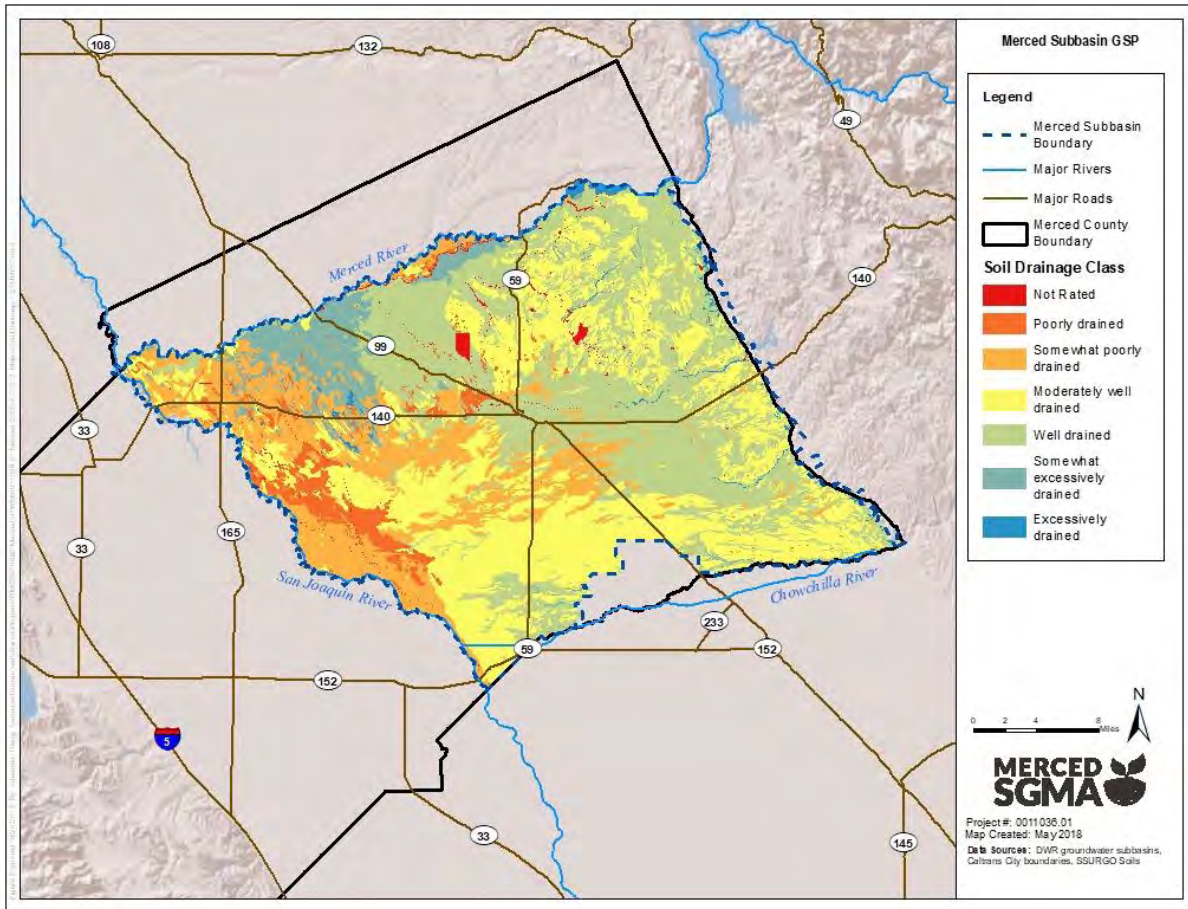 Merced Subbasin GSP
Legend
Merced Subbasin
Boundary
Major Rivers
Major Roads
Merced County
Boundary
Soil Drainage Class
Not Rated
Poorly drained
Somewhat poorly
drained
Moderately well
drained
Well drained
Somewhat
excessively
drained
Excessively
drained
108
132
49
Merced River
59
140
99
140
33
165
33
San Joaquin River
Chowchilla River
233
59
152
152
5
33
145
N
0 2 4 8
Miles
MERCED
SGMA
Project #: 0011036.01
Map Created: May 2018
Data Sources: DWR groundwater subbasins,
Caltrans City boundaries, SSURGO Soils